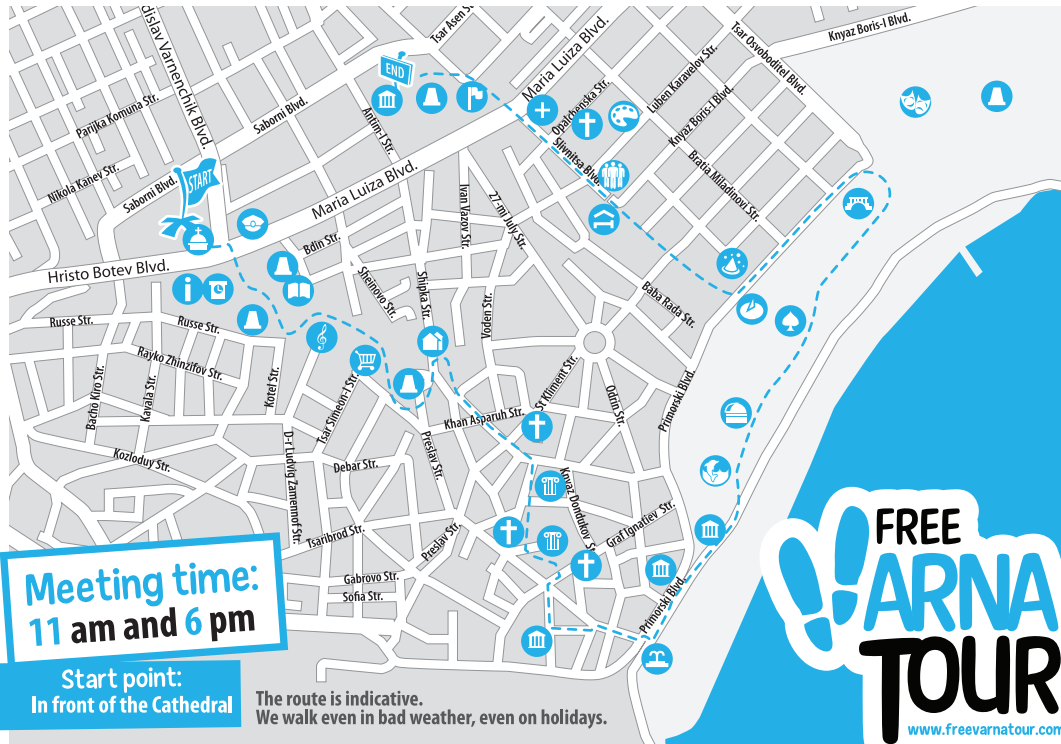 Knyaz Boris-I Blvd.
Tsar Asen S
Maria Luiza Blvd.
Tsar Osvoboditel Blvd.
dislav Varnenchik Blvd.
END
Luben Karavelov Str.
Opalchenska Str.
Knyaz Boris-I Blvd.
Parijka Komuna Str.
Saborni Blvd.
Antim-I Str.
Slivnitsa Blvd.
Bratia Miladinovi Str.
Nikola Kanev Str.
START
Saborni Blvd.
Maria Luiza Blvd.
Ivan Vazov Str.
27-mi July Str.
Bdin Str.
Hristo Botev Blvd.
Sheinovo Str.
Shipka Str.
Voden Str.
Baba Rada Str.
Russe Str.
Russe Str.
Rayko Zhinzifov Str.
Bacho Kiro Str.
Kavala Str.
Kotel Str.
Tsar Simeon-I Str.
Khan Asparuh Str.
St Kliment Str.
Odrin Str.
Primorski Blvd.
Kozloduy Str.
D-r Ludvig Zamenmof Str.
Debar Str.
Preslav Str.
Knyaz Dondukov S
Tsaribrod Str.
Preslav Str.
Graf Ignatiev Str.
Gabrovo Str.
Sofia Str.
Primorski Blvd.
Meeting time:
11 am and 6 pm
Start point:
In front of the Cathedral
The route is indicative.
We walk even in bad weather, even on holidays.
FREE
VARNA
TOUR
www.freevarnatour.com